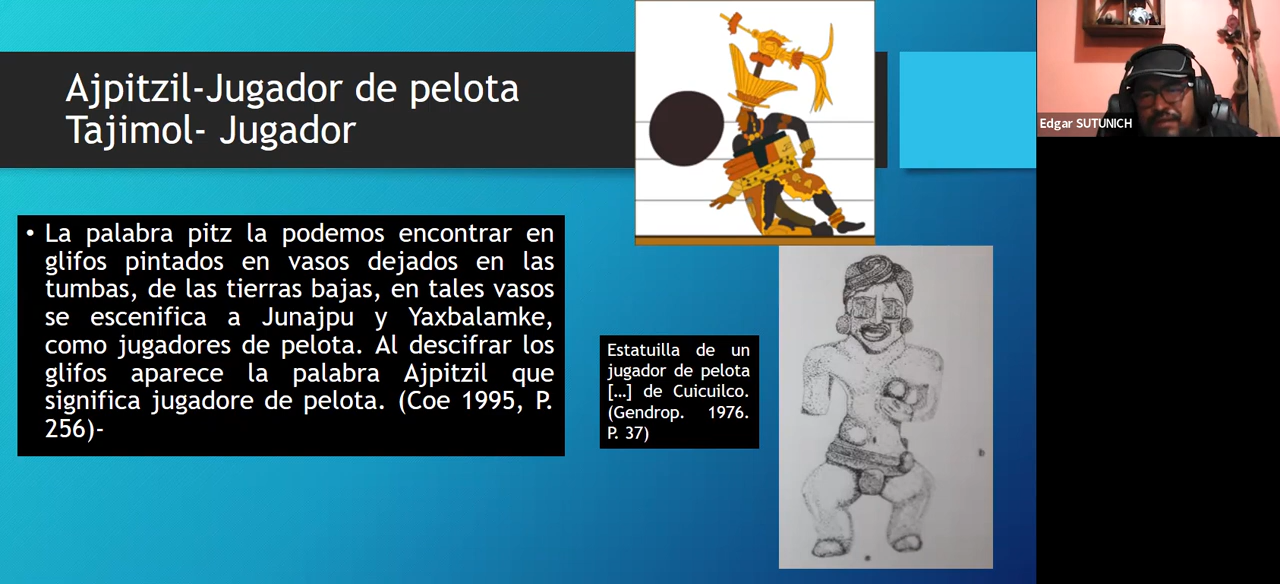 Ajpitzil-Jugador de pelota
Tajimol- Jugador
• La palabra pitz la podemos encontrar en
glifos pintados en vasos dejados en las
tumbas, de las tierras bajas, en tales vasos
se escenifica a Junajpu y Yaxbalamke,
como jugadores de pelota. Al descifrar los
glifos aparece la palabra Ajpitzil que
significa jugadore de pelota. (Coe 1995, P.
256)-
Estatuilla de un
jugador de pelota
[…] de Cuicuilco.
(Gendrop. 1976.
P. 37)
Edgar SUTUNICH